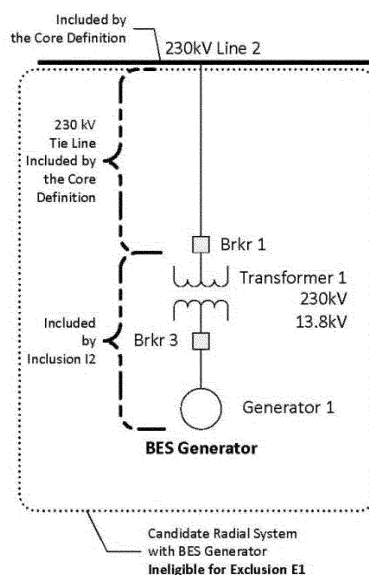 Included by
the Core Definition
230kV Line 2
230 kV
Tie Line
Included by
the Core
Definition
Brkr 1
Transformer 1
230kV
13.8kV
Included
by
Inclusion I2
Brkr 3
Generator 1
BES Generator
Candidate Radial System
with BES Generator
Ineligible for Exclusion E1